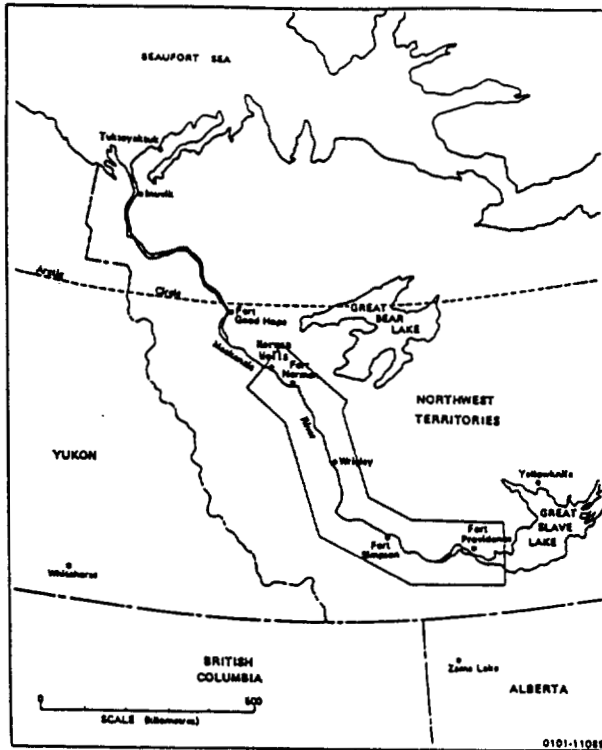 BEAUFORT SEA
Tuktoyaktuk
Inuvik
Arctic
Circle
Fort
Good Hope
GREAT
BEAR
LAKE
Mackenzie
Norman
Wells
Fort
Norman
NORTHWEST
TERRITORIES
River
YUKON
Wrigley
Yellowknife
GREAT
SLAVE
LAKE
Fort
Providence
Fort
Simpson
Whitehorse
BRITISH
COLUMBIA
Zama Lake
ALBERTA
0
500
SCALE (kilometres)
0101-1108